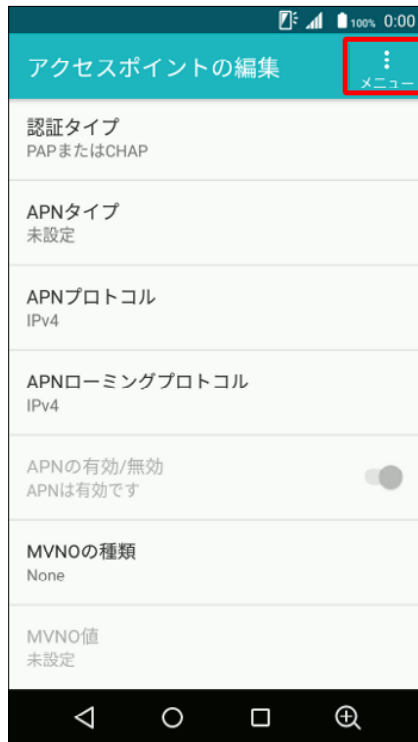 100% 0:00
アクセスポイントの編集
メニュー
認証タイプ
PAPまたはCHAP
APNタイプ
未設定
APNプロトコル
IPv4
APNローミングプロトコル
IPv4
APNの有効/無効
APNは有効です
MVNOの種類
None
MVNO値
未設定